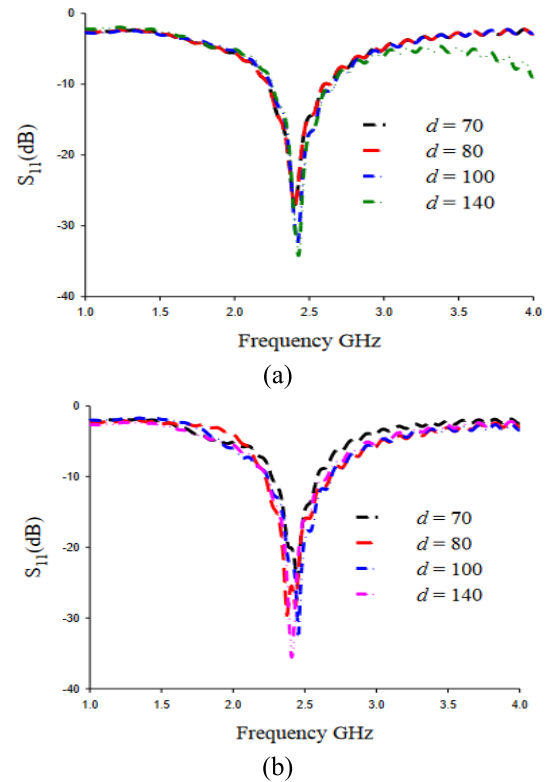 0
-10
-20
-30
-40
S11(dB)
d = 70
d = 80
d = 100
d = 140
1.0 1.5 2.0 2.5 3.0 3.5 4.0
Frequency GHz
(a)
0
-10
-20
-30
-40
S11(dB)
d = 70
d = 80
d = 100
d = 140
1.0 1.5 2.0 2.5 3.0 3.5 4.0
Frequency GHz
(b)